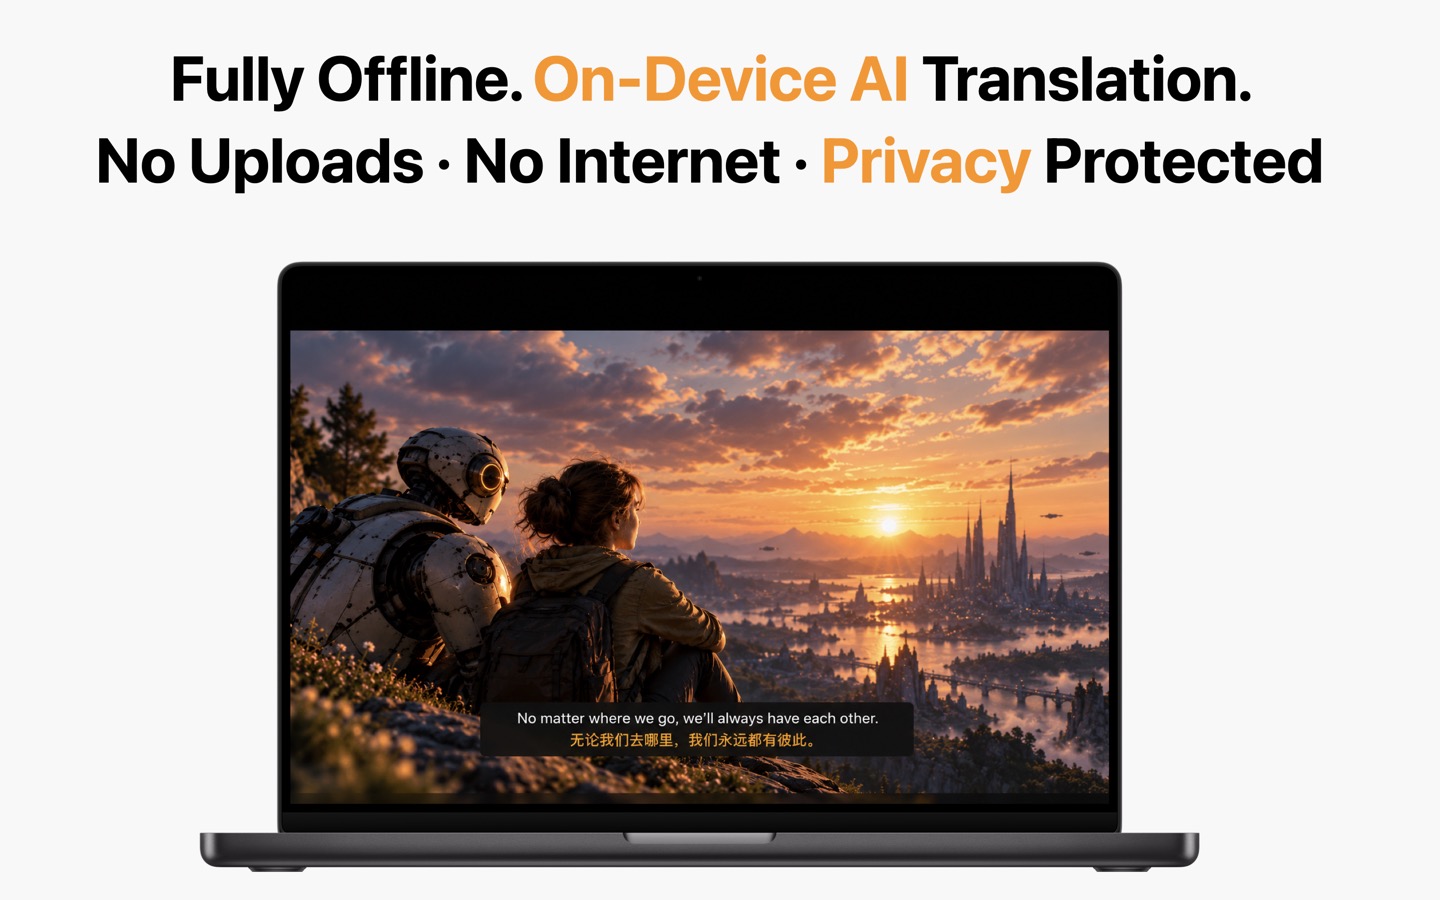 Fully Offline. On-Device AI Translation.
No Uploads · No Internet · Privacy Protected
No matter where we go, we’ll always have each other.
无论我们去哪里，我们永远都有彼此。